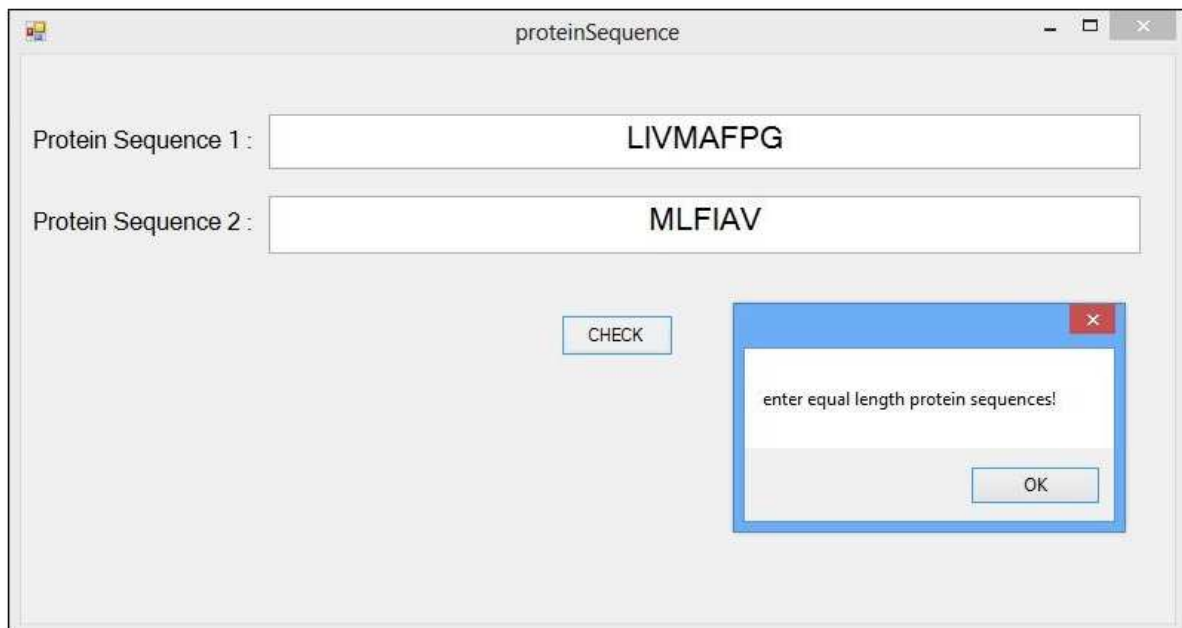 proteinSequence
Protein Sequence 1 : LIVMAFPG
Protein Sequence 2 : MLFIAV
CHECK
enter equal length protein sequences!
OK